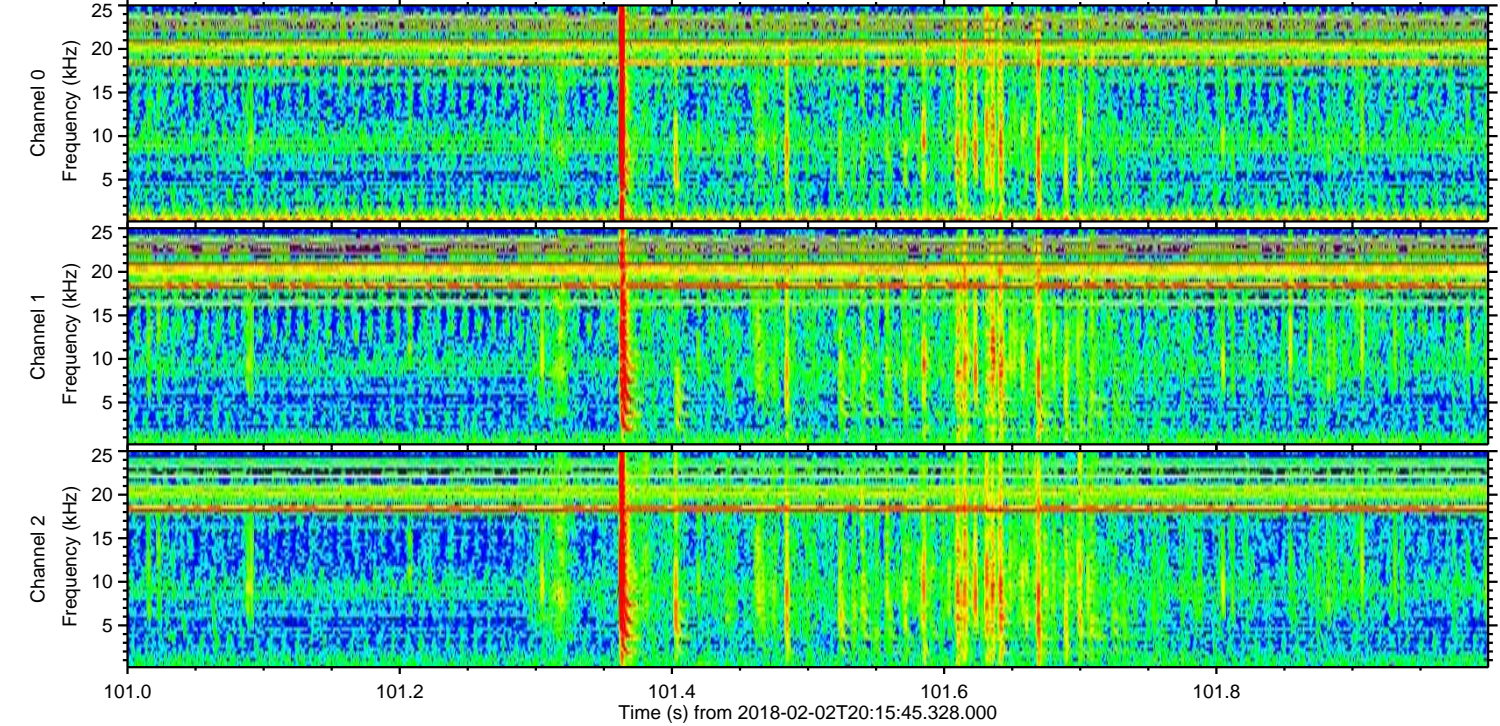 25
20
15
10
5
Channel 0
Frequency (kHz)
25
20
15
10
5
Channel 1
Frequency (kHz)
25
20
15
10
5
Channel 2
Frequency (kHz)
101.0 101.2 101.4 101.6 101.8
Time (s) from 2018-02-02T20:15:45.328.000